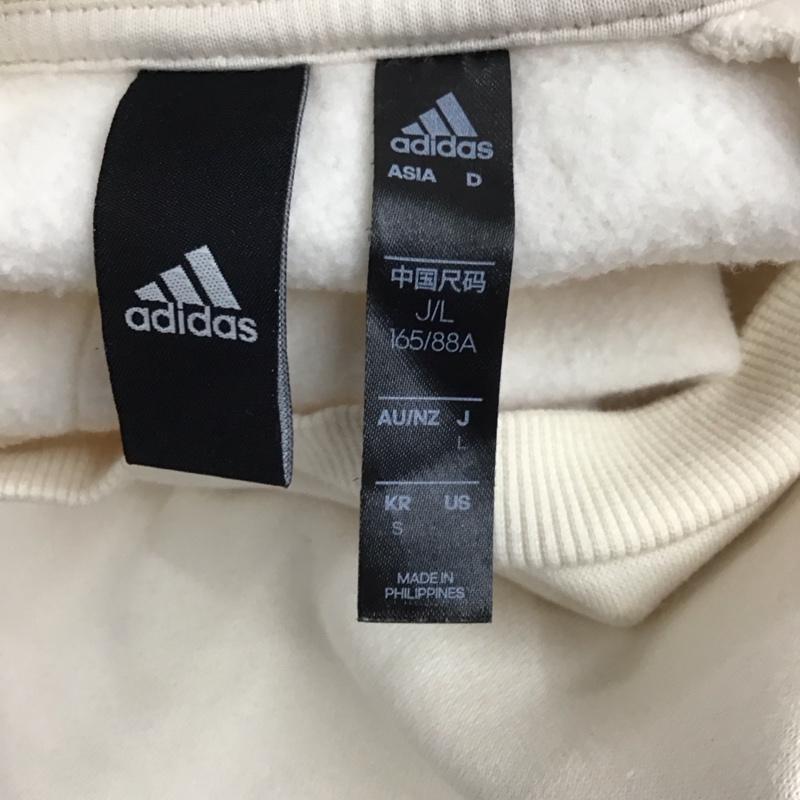 adidas
adidas
ASIA D
中国尺码
J/L
165/88A
AU/NZ J
L
KR US
S
MADE IN
PHILIPPINES